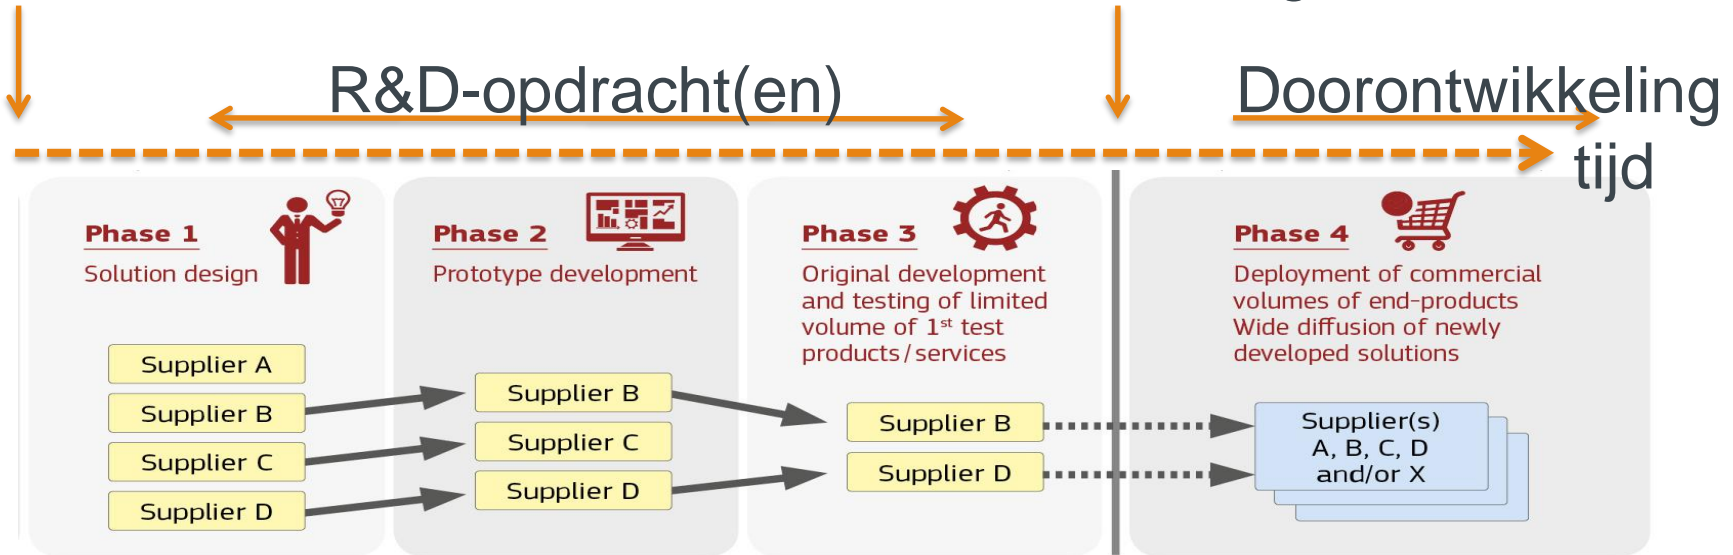 R&D-opdracht(en)
Doorontwikkeling
tijd
Phase 1
Solution design
Supplier A
Supplier B
Supplier C
Supplier D
Phase 2
Prototype development
Supplier B
Supplier C
Supplier D
Phase 3
Original development
and testing of limited
volume of 1st test
products/services
Supplier B
Supplier D
Phase 4
Deployment of commercial
volumes of end-products
Wide diffusion of newly
developed solutions
Supplier(s)
A, B, C, D
and/or X